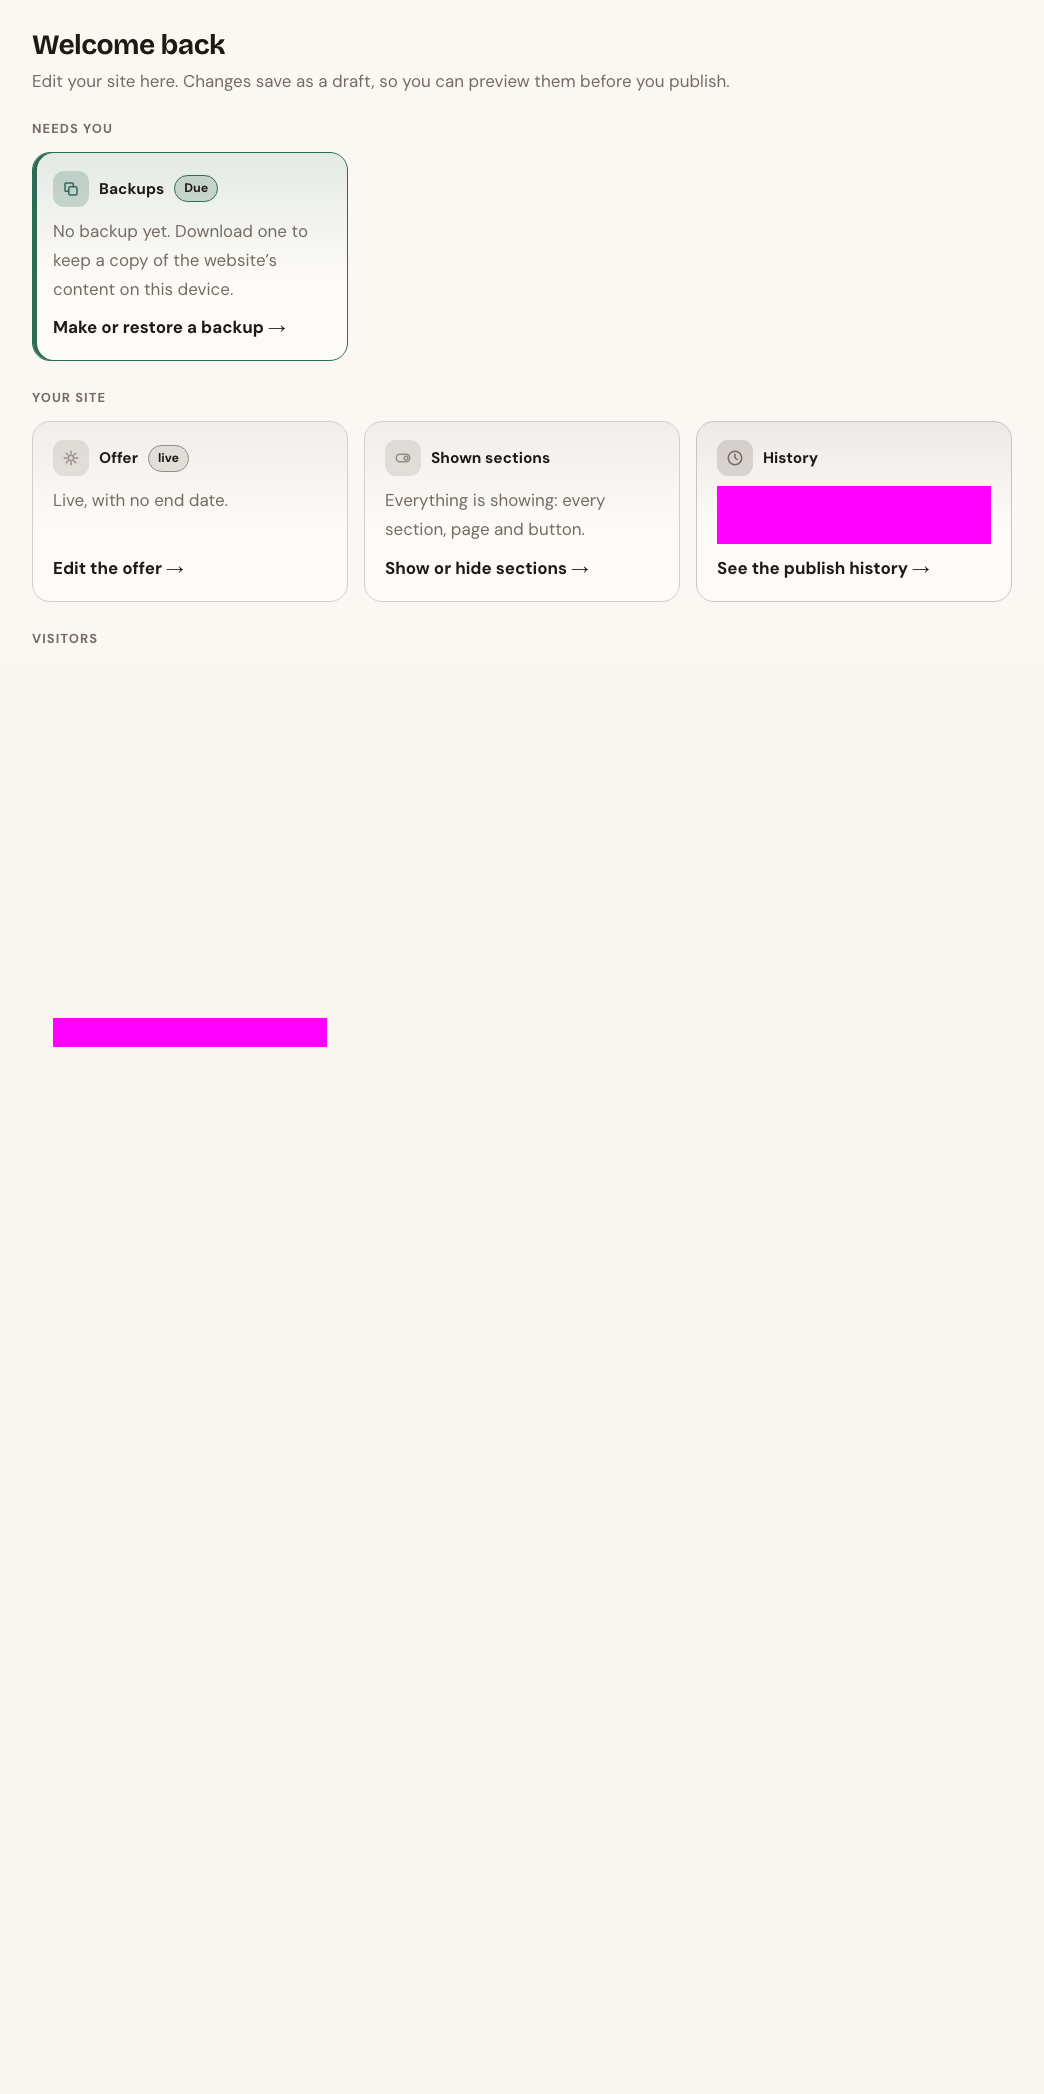 Welcome back
Edit your site here. Changes save as a draft, so you can preview them before you publish.
NEEDS YOU
Backups Due
No backup yet. Download one to
keep a copy of the website’s
content on this device.
Make or restore a backup →
YOUR SITE
Offer live
Live, with no end date.
Edit the offer →
Shown sections
Everything is showing: every
section, page and button.
Show or hide sections →
History
See the publish history →
VISITORS